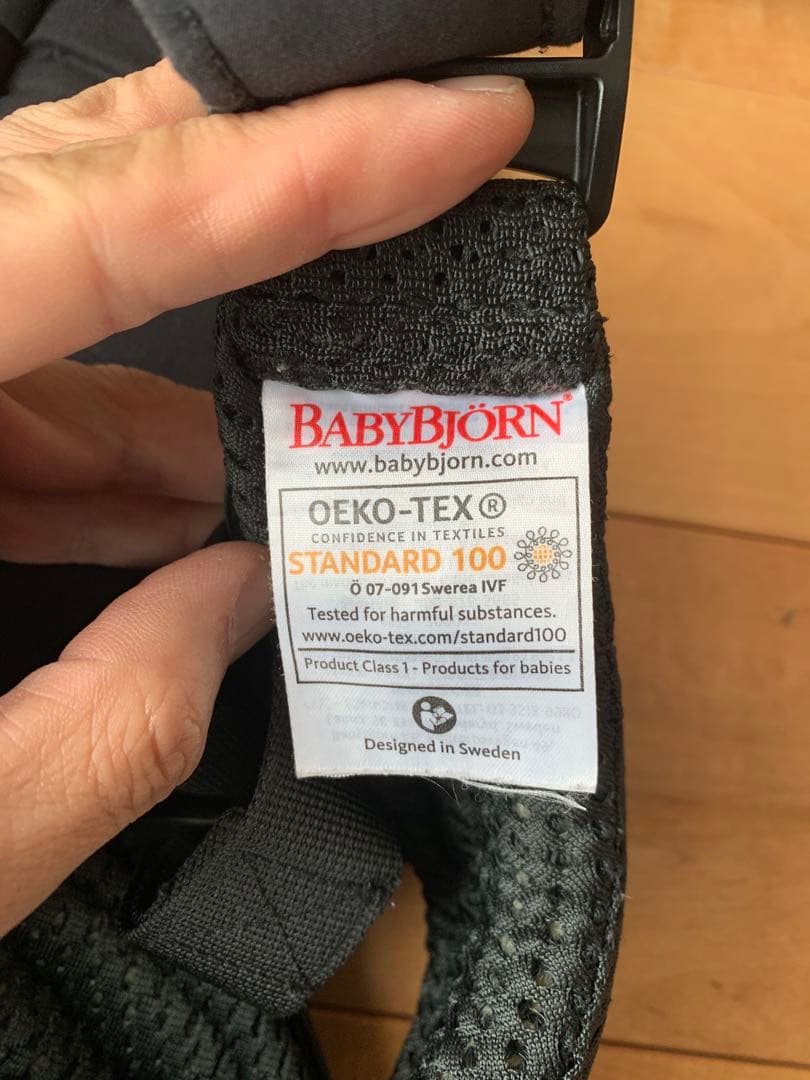 BABYBJÖRN®
www.babybjorn.com
OEKO-TEX®
CONFIDENCE IN TEXTILES
STANDARD 100
Ö 07-091 Swerea IVF
Tested for harmful substances.
www.oeko-tex.com/standard100
Product Class 1 - Products for babies
Designed in Sweden